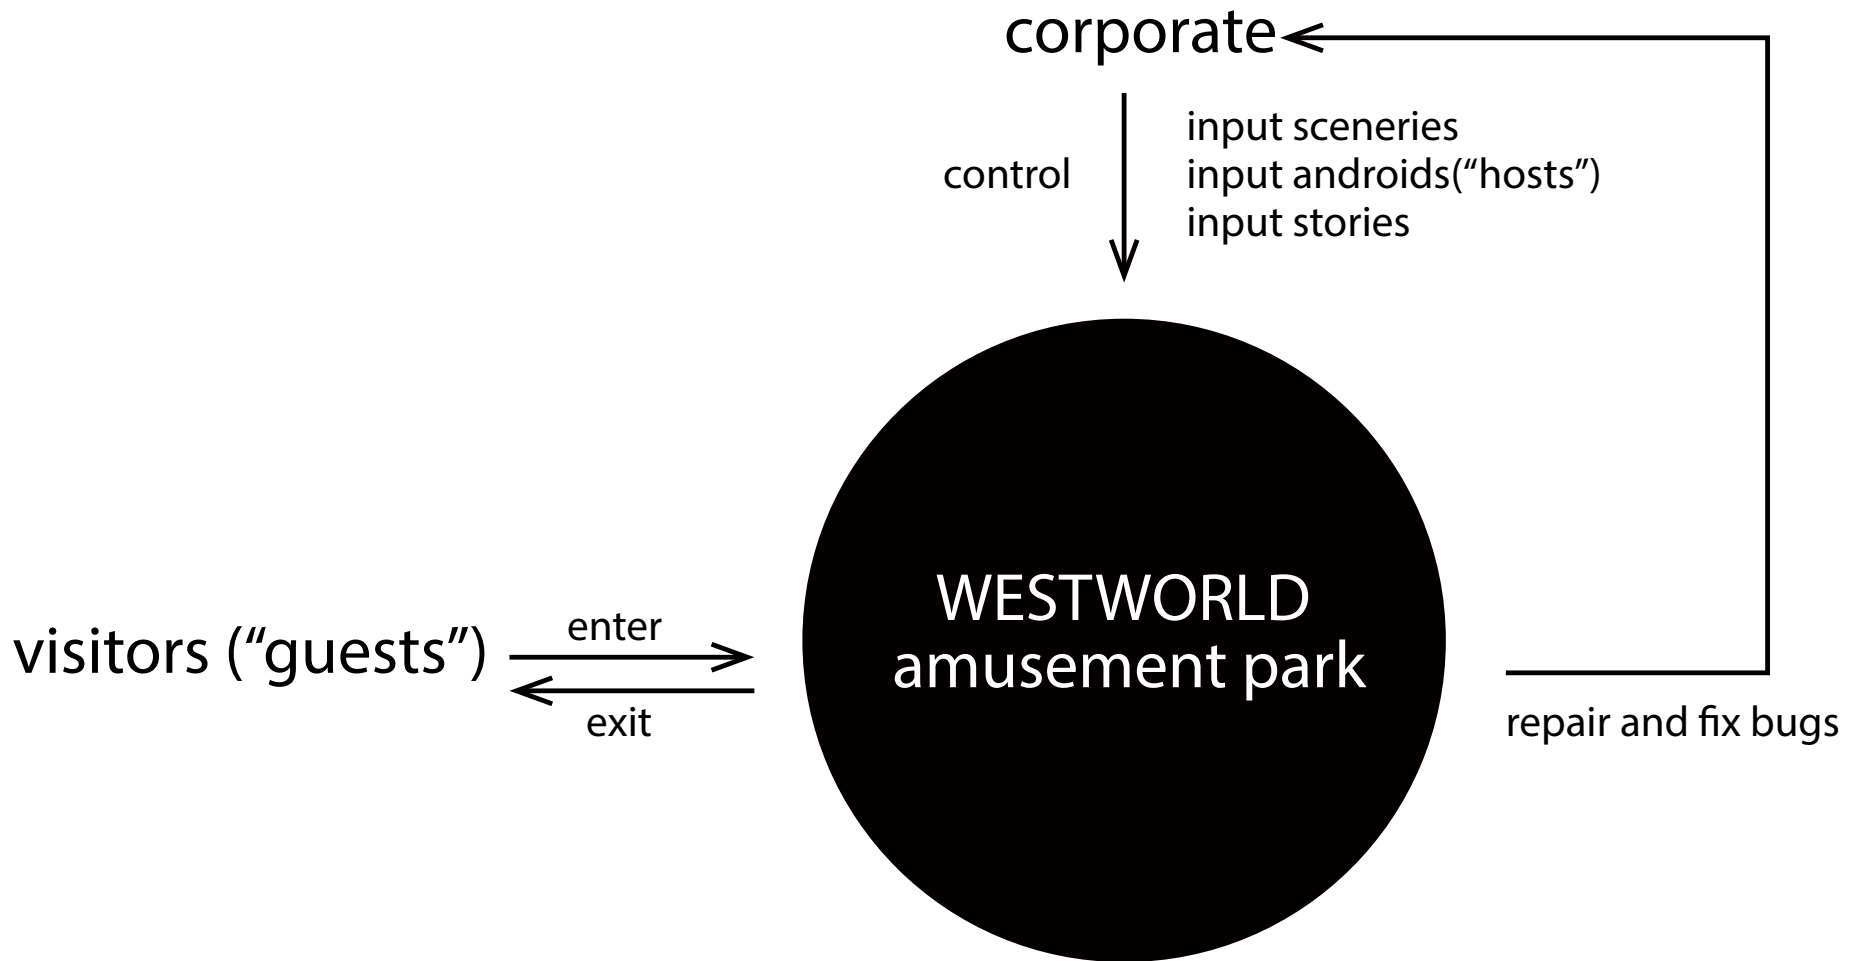 corporate
control
input sceneries
input androids(“hosts”)
input stories
WESTWORLD
amusement park
visitors (“guests”)
enter
exit
repair and fix bugs